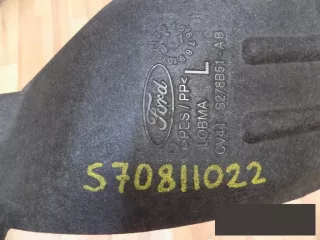 Ford
>PES/PP<
L
LOBMA
GV41 S278B51-AB
S70811022